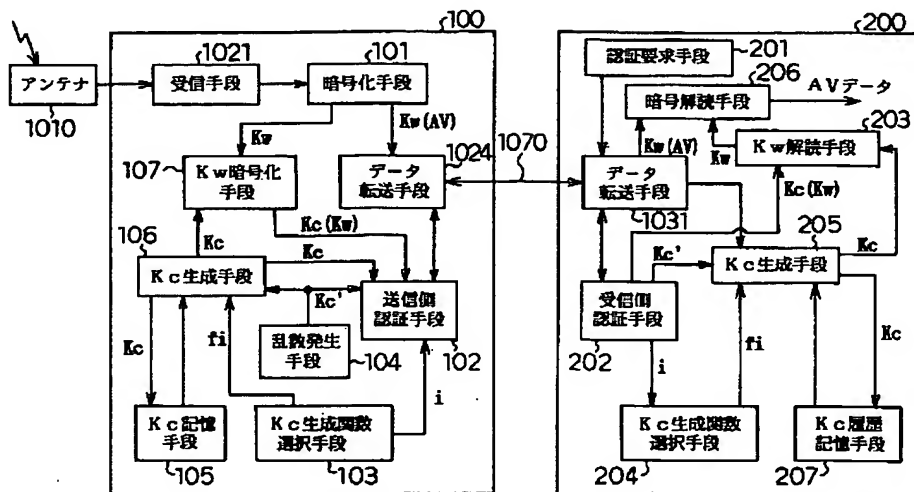 100
200
アンテナ
1010
1021
受信手段
101
暗号化手段
Kw
Kw(AV)
107
Kw暗号化
手段
1024
データ
転送手段
1070
Kc(Kw)
106
Kc
Kc
Kc生成手段
Kc'
送信側
認証手段
102
乱数発生
手段
104
Kc
fi
i
Kc記憶
手段
105
Kc生成関数
選択手段
103
認証要求手段
201
206
暗号解読手段
AVデータ
203
Kw(AV)
Kw
Kw解読手段
データ
転送手段
1031
Kc(Kw)
205
Kc'
Kc生成手段
Kc
受信側
認証手段
202
fi
Kc
i
Kc生成関数
選択手段
204
Kc履歴
記憶手段
207